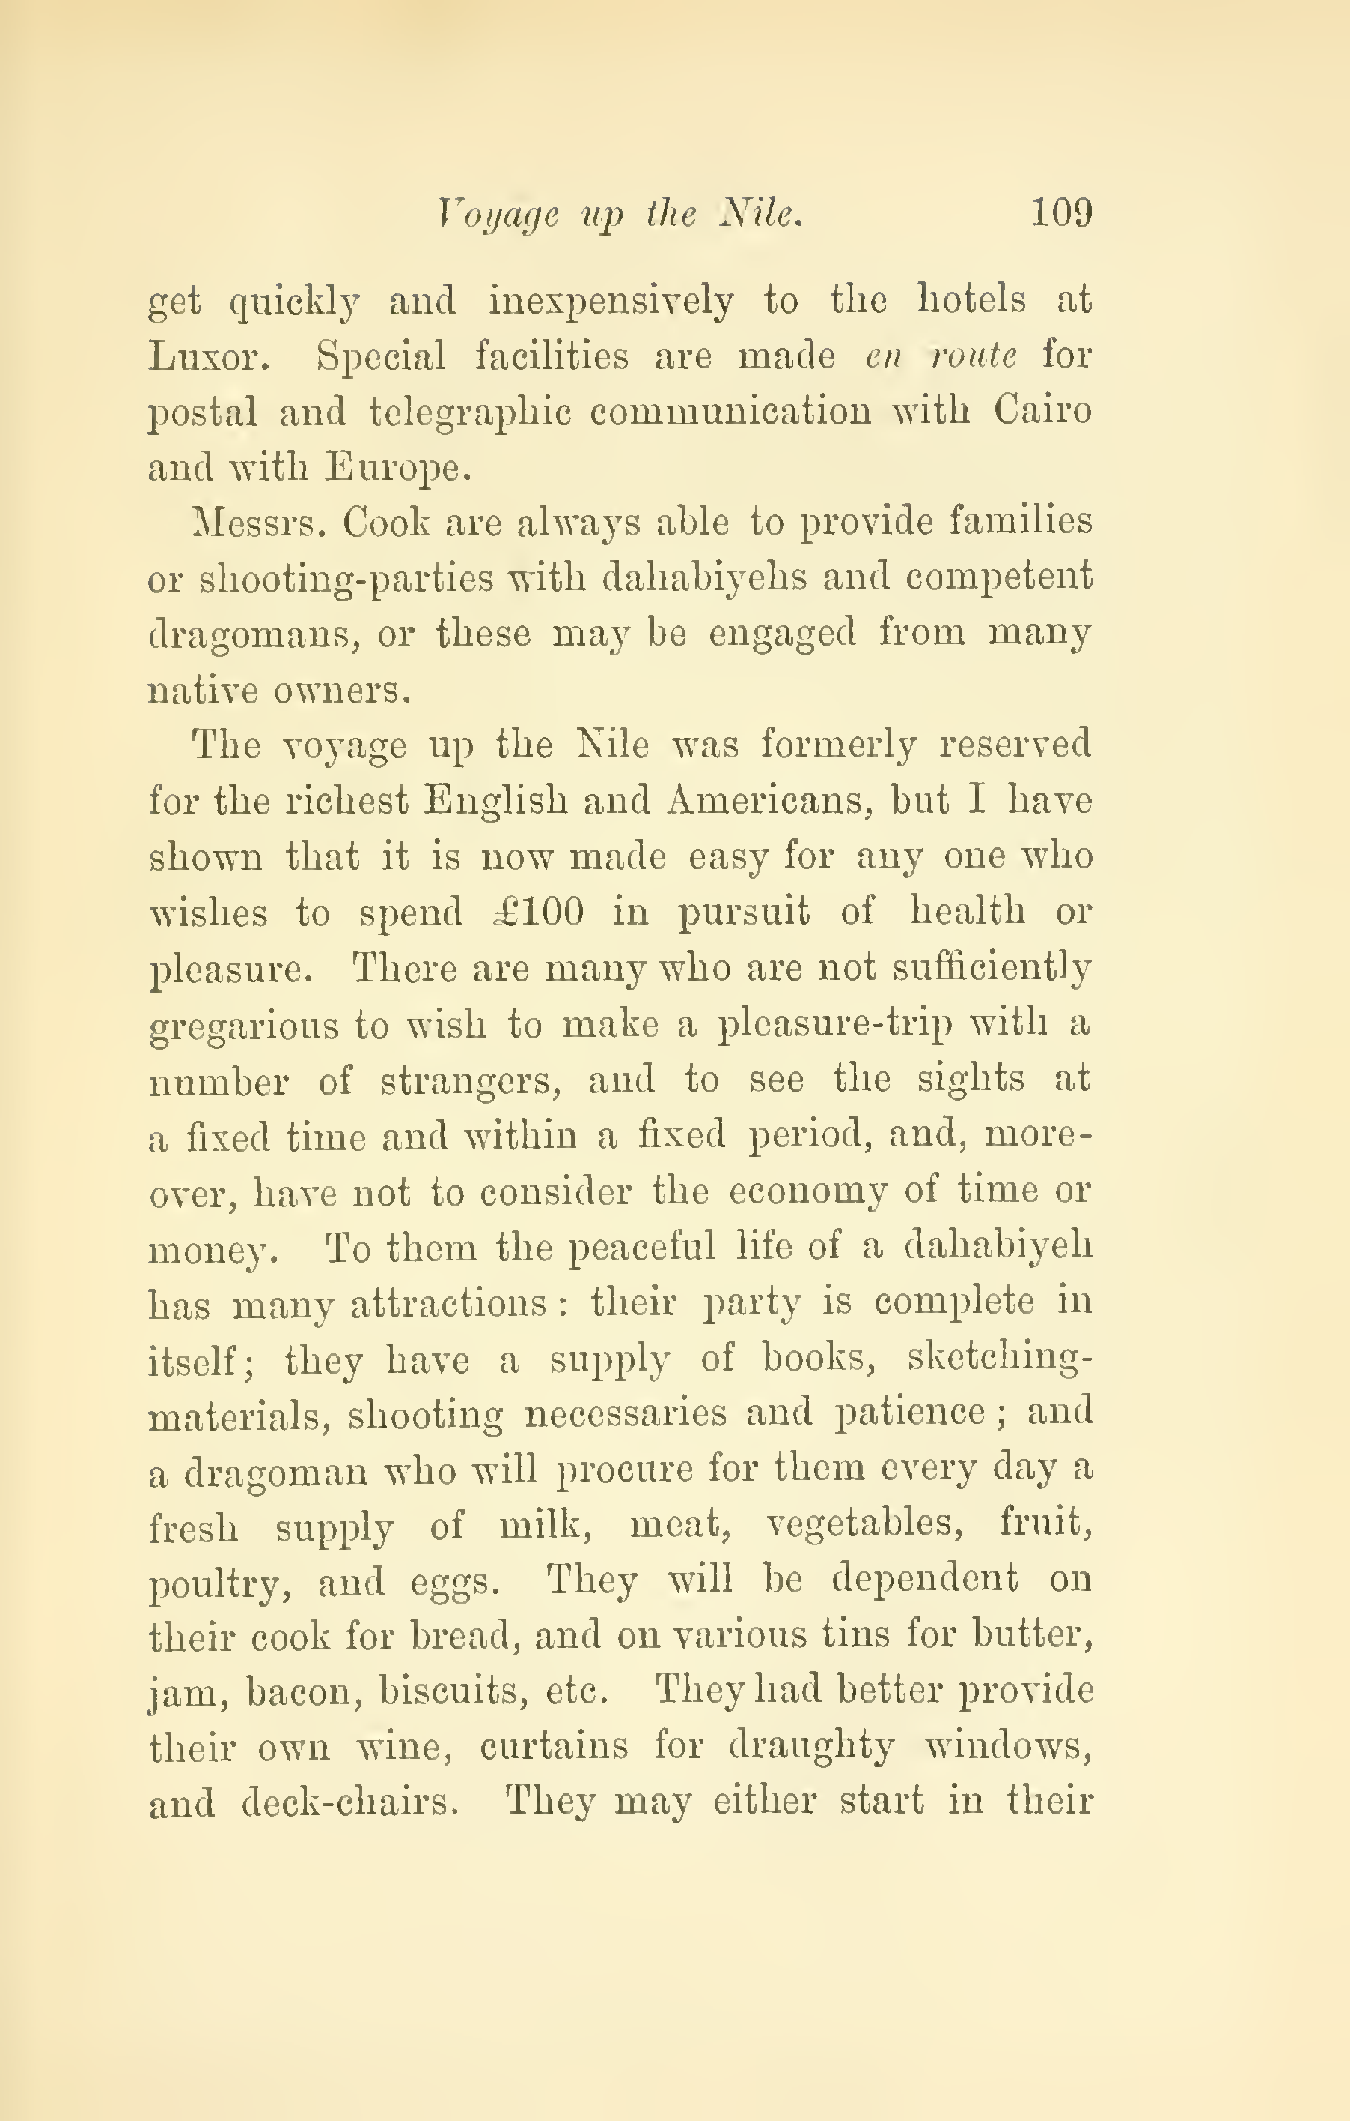 Voyage up the Nile. 109
get quickly and inexpensively to the hotels at
Luxor. Special facilities are made en route for
postal and telegraphic communication with Cairo
and with Europe.
Messrs. Cook are always able to provide families
or shooting-parties with dahabiyehs and competent
dragomans, or these may be engaged from many
native owners.
The voyage up the Nile was formerly reserved
for the richest English and Americans, but I have
shown that it is now made easy for any one who
wishes to spend £100 in pursuit of health or
pleasure. There are many who are not sufficiently
gregarious to wish to make a pleasure-trip with a
number of strangers, and to see the sights at
a fixed time and within a fixed period, and, more-
over, have not to consider the economy of time or
money. To them the peaceful life of a dahabiyeh
has many attractions : their party is complete in
itself; they have a supply of books, sketching-
materials, shooting necessaries and patience ; and
a dragoman who will procure for them every day a
fresh supply of milk, meat, vegetables, fruit,
poultry, and eggs. They will be dependent on
their cook for bread, and on various tins for butter,
jam, bacon, biscuits, etc. They had better provide
their own wine, curtains for draughty windows,
and deck-chairs. They may either start in their